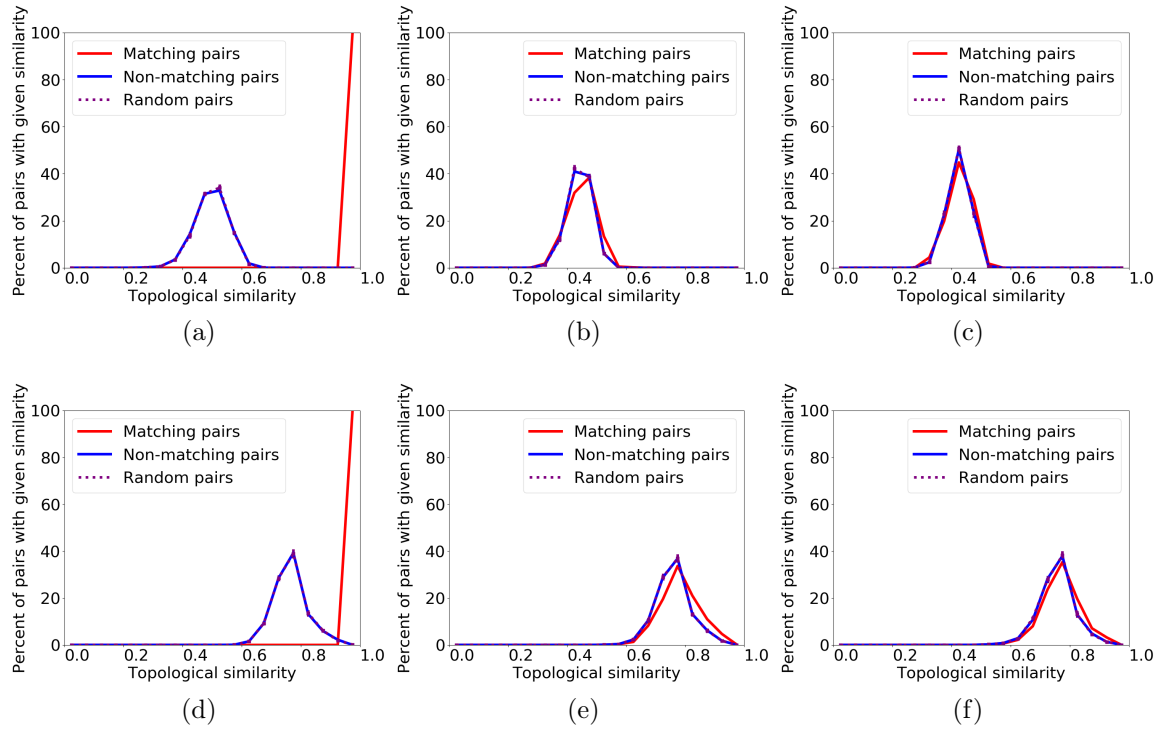 Percent of pairs with given similarity
100
80
60
40
20
0
Matching pairs
Non-matching pairs
Random pairs
0.0 0.2 0.4 0.6 0.8 1.0
Topological similarity
(a)
Percent of pairs with given similarity
100
80
60
40
20
0
Matching pairs
Non-matching pairs
Random pairs
0.0 0.2 0.4 0.6 0.8 1.0
Topological similarity
(b)
Percent of pairs with given similarity
100
80
60
40
20
0
Matching pairs
Non-matching pairs
Random pairs
0.0 0.2 0.4 0.6 0.8 1.0
Topological similarity
(c)
Percent of pairs with given similarity
100
80
60
40
20
0
Matching pairs
Non-matching pairs
Random pairs
0.0 0.2 0.4 0.6 0.8 1.0
Topological similarity
(d)
Percent of pairs with given similarity
100
80
60
40
20
0
Matching pairs
Non-matching pairs
Random pairs
0.0 0.2 0.4 0.6 0.8 1.0
Topological similarity
(e)
Percent of pairs with given similarity
100
80
60
40
20
0
Matching pairs
Non-matching pairs
Random pairs
0.0 0.2 0.4 0.6 0.8 1.0
Topological similarity
(f)